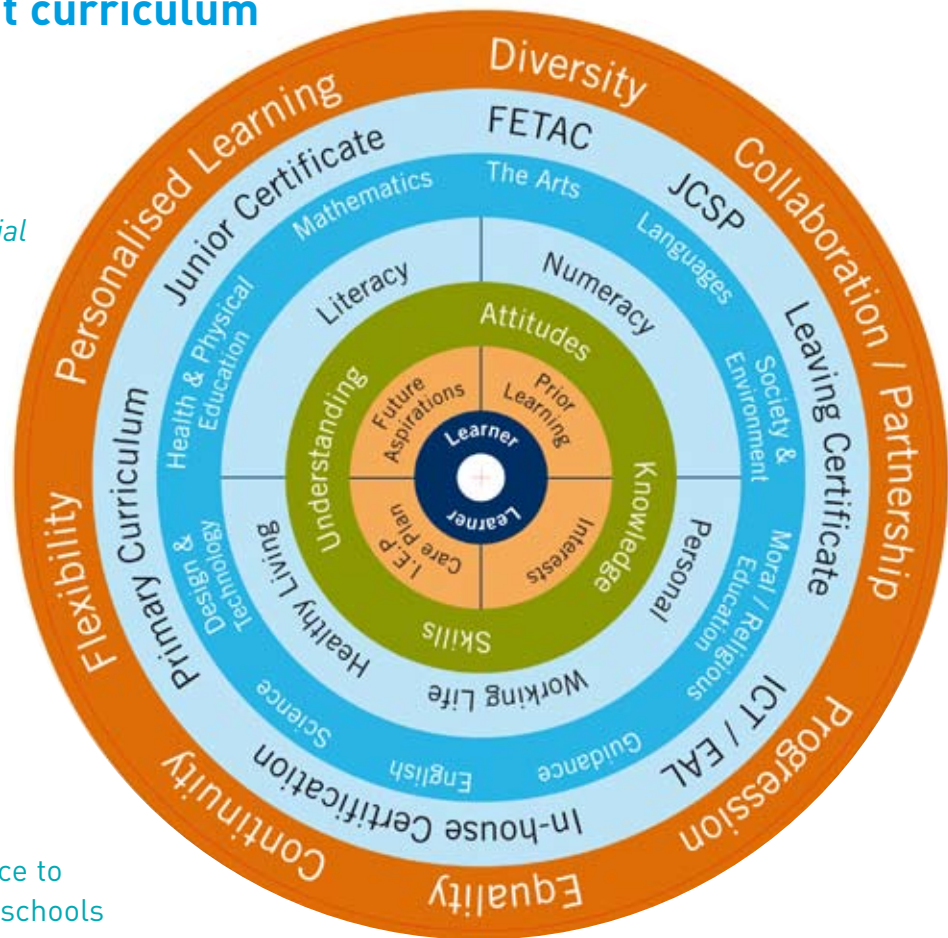 t curriculum
ial
ce to
schools
Diversity
Collaboration / Partnership
Progression
Equality
Continuity
Flexibility
Personalised Learning
FETAC
JCSP
Leaving Certificate
ICT / EAL
In-house Certification
Primary Curriculum
Junior Certificate
The Arts
Languages
Society &
Environment
Moral / Religious
Education
Guidance
English
Science
Design &
Technology
Health & Physical
Education
Mathematics
Numeracy
Personal
Working Life
Healthy Living
Literacy
Attitudes
Knowledge
Skills
Understanding
Prior
Learning
Interests
I.E.P
Care Plan
Future
Aspirations
Learner
Learner